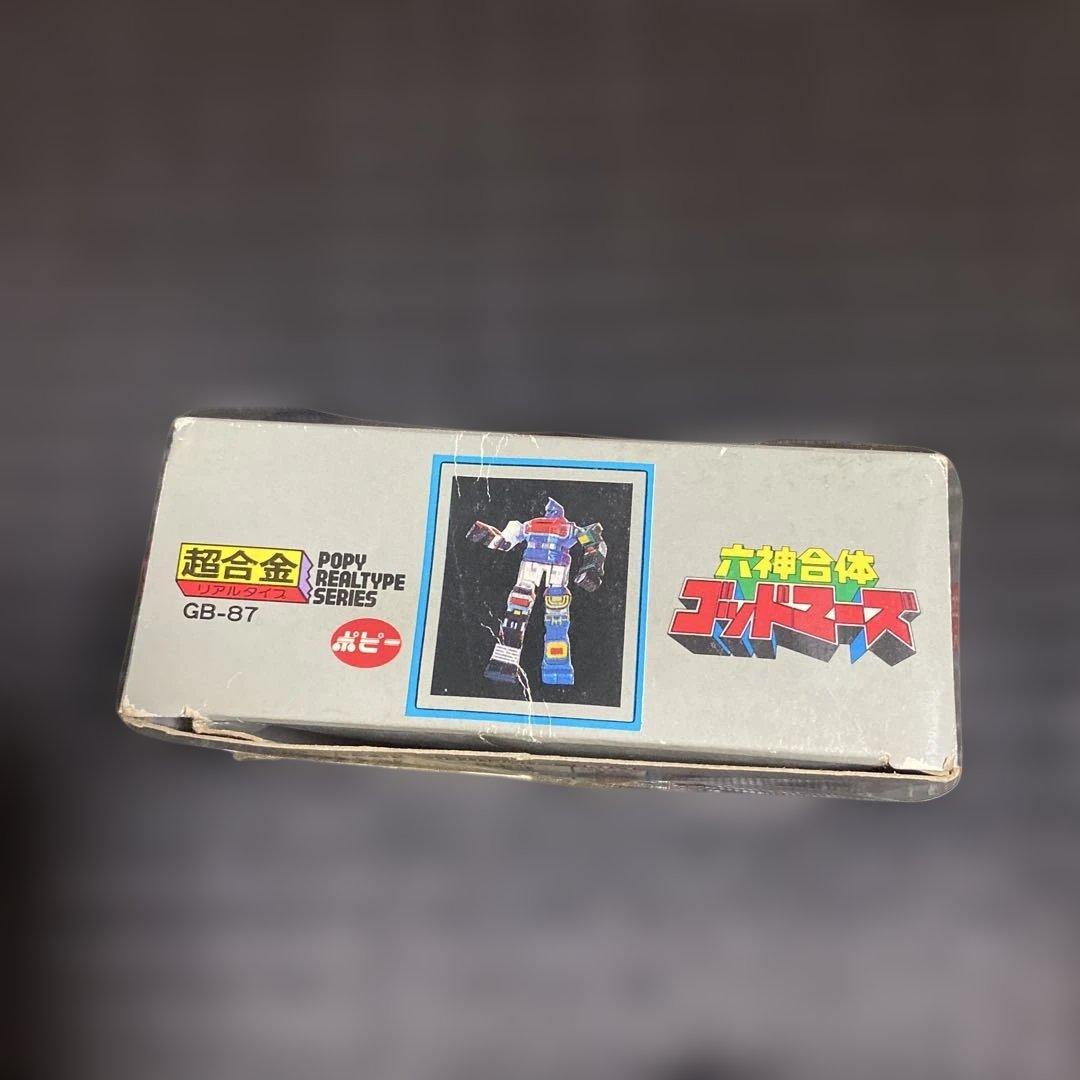 超合金
リアルタイプ
POPY
REALTYPE
SERIES
GB-87
ポピー
六神合体
ゴッドマーズ